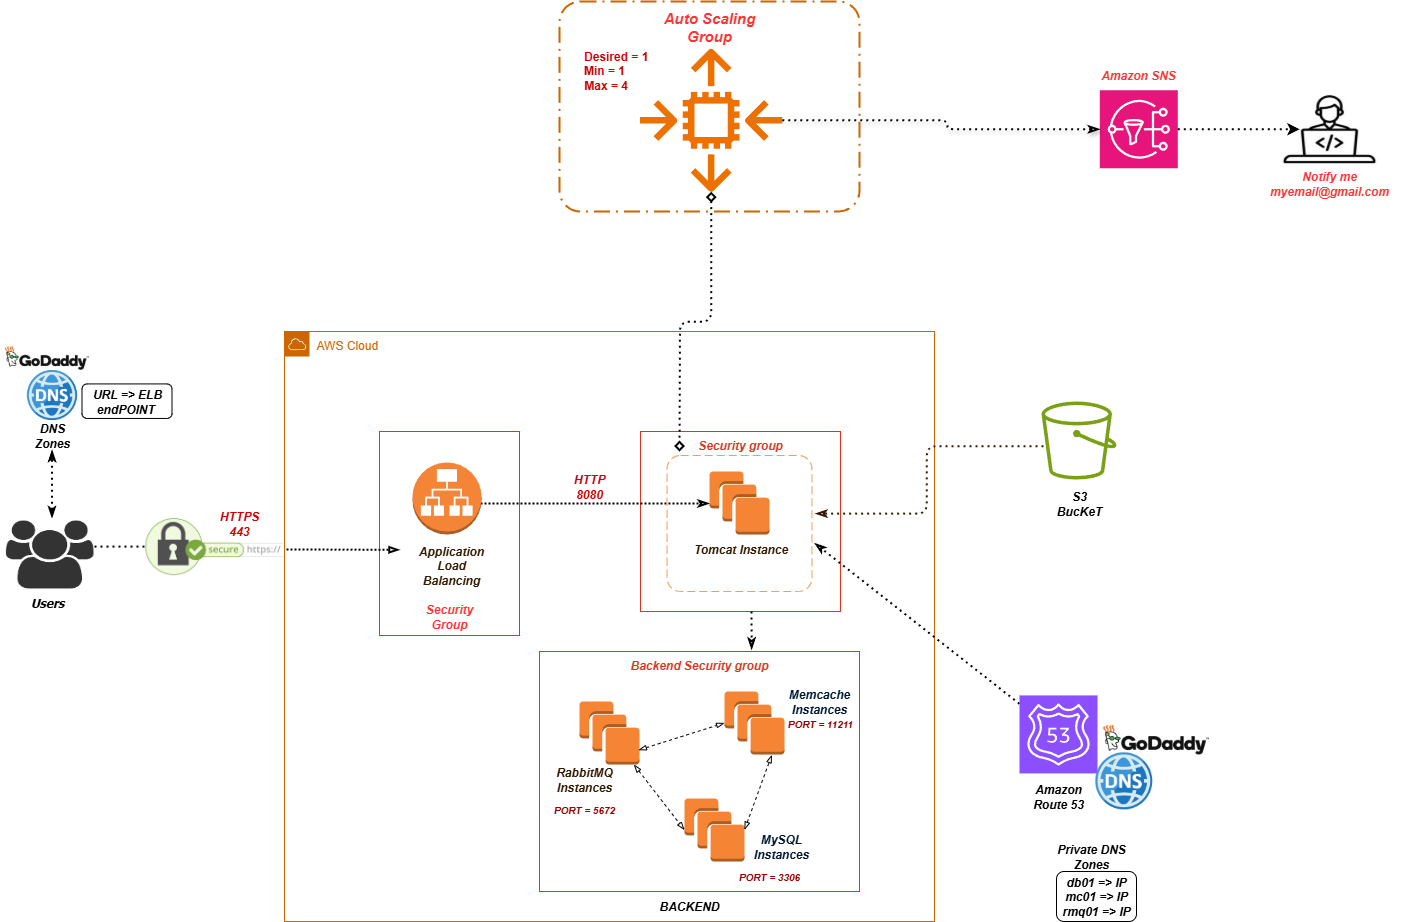 Auto Scaling
Group
Desired = 1
Min = 1
Max = 4
Amazon SNS
Notify me
myemail@gmail.com
AWS Cloud
GoDaddy
DNS
URL => ELB
endPOINT
DNS
Zones
Users
HTTPS
443
secure
https://
Application
Load
Balancing
Security
Group
HTTP
8080
Security group
Tomcat Instance
S3
BucKeT
Backend Security group
Memcache
Instances
PORT = 11211
RabbitMQ
Instances
PORT = 5672
MySQL
Instances
PORT = 3306
BACKEND
53
GoDaddy
DNS
Amazon
Route 53
Private DNS
Zones
db01 => IP
mc01 => IP
rmq01 => IP